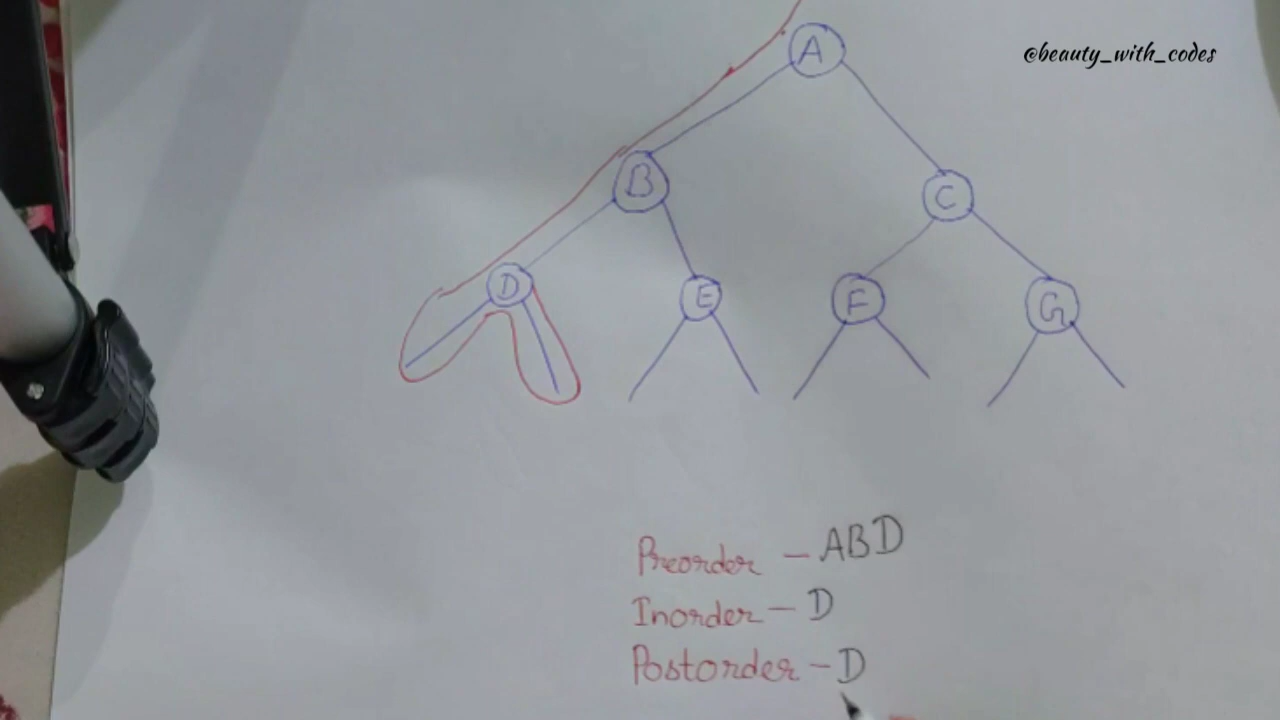 @beauty_with_codes
A
B
C
D
E
F
G
Preorder - ABD
Inorder - D
Postorder - D